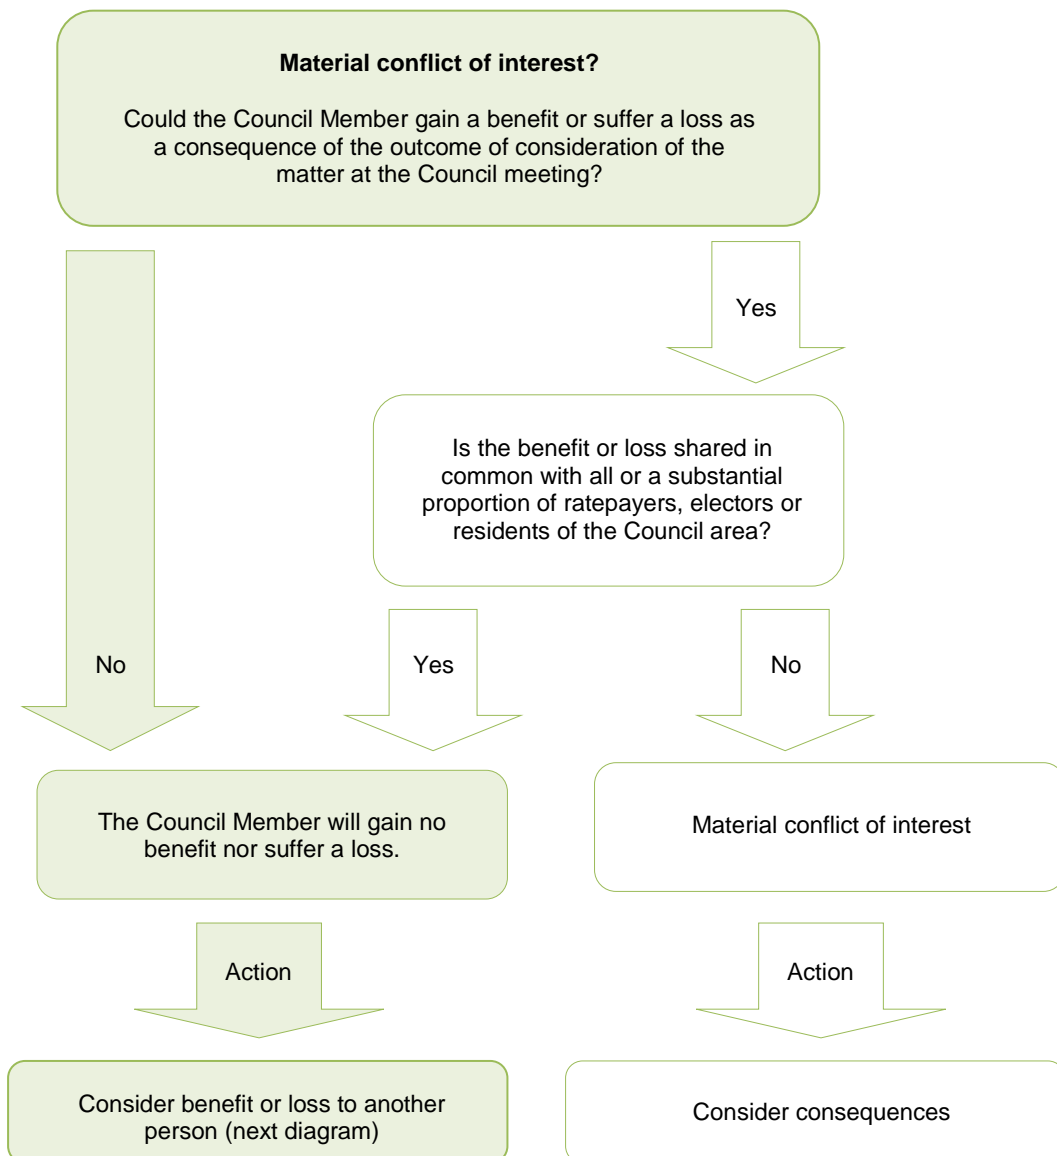 Material conflict of interest?
Could the Council Member gain a benefit or suffer a loss as
a consequence of the outcome of consideration of the
matter at the Council meeting?
Yes
Is the benefit or loss shared in
common with all or a substantial
proportion of ratepayers, electors or
residents of the Council area?
No
Yes
No
The Council Member will gain no
benefit nor suffer a loss.
Material conflict of interest
Action
Action
Consider benefit or loss to another
person (next diagram)
Consider consequences